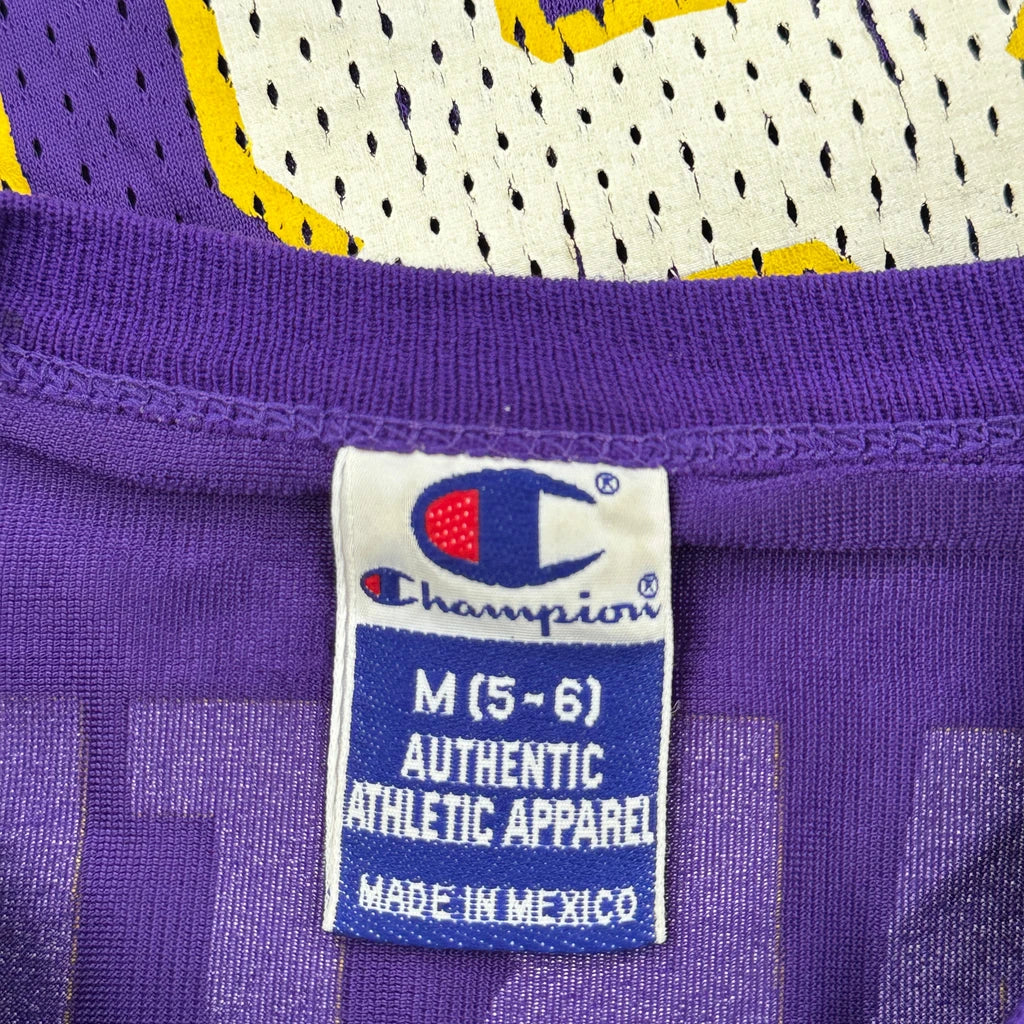 Champion
M (5-6)
AUTHENTIC
ATHLETIC APPAREL
MADE IN MEXICO